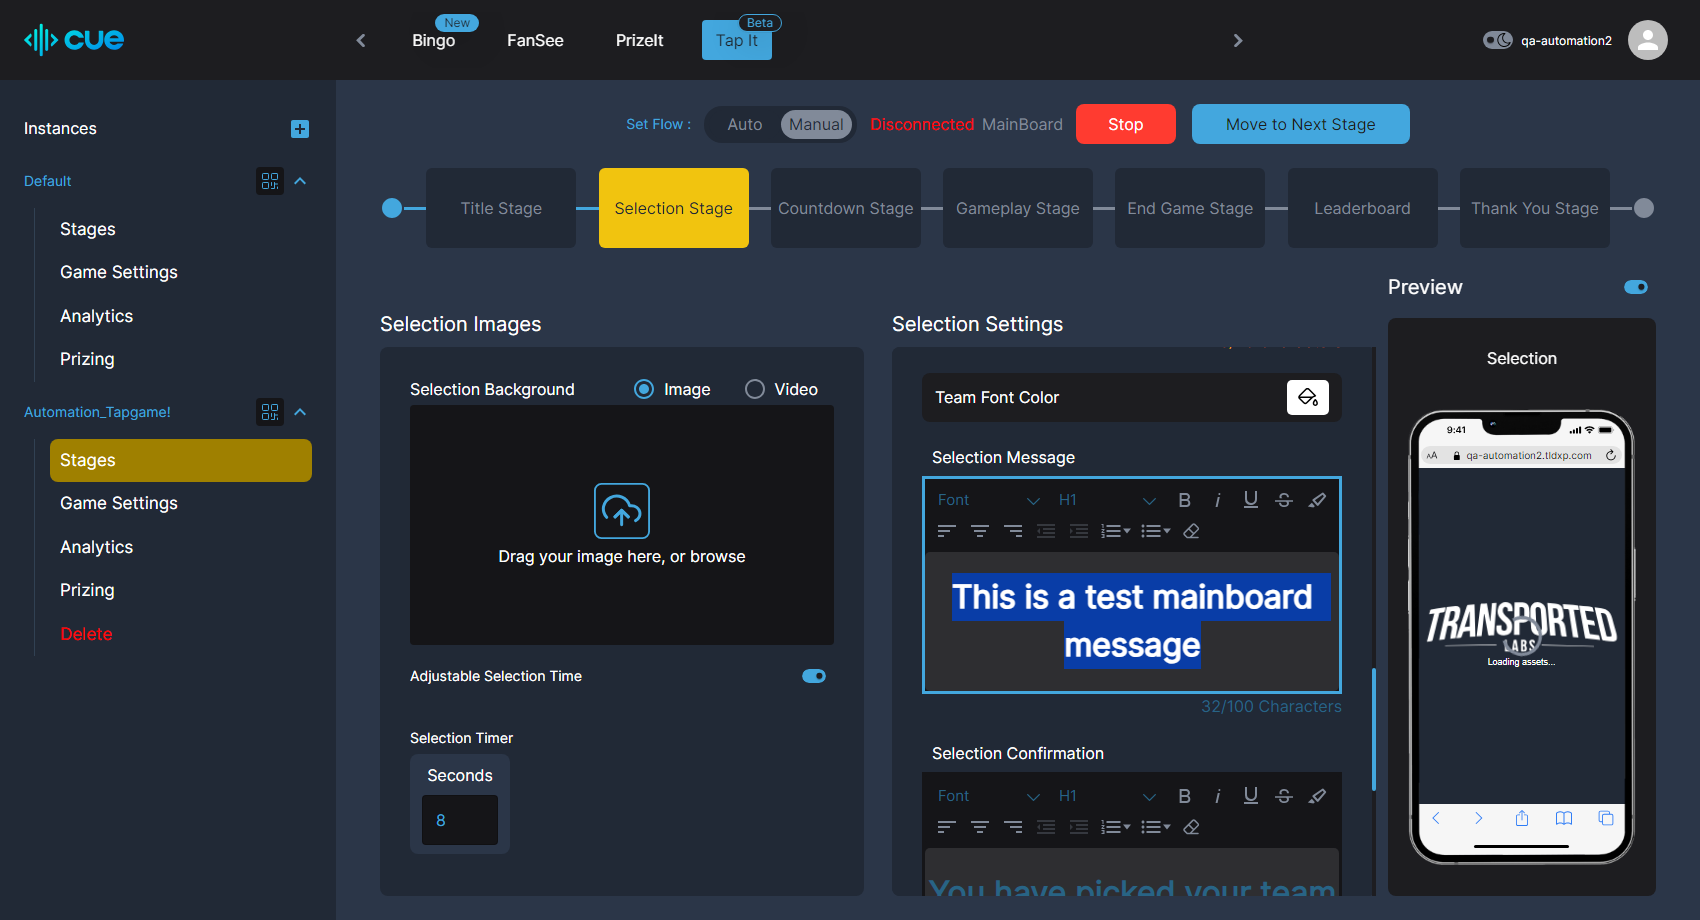 cue
New
Bingo
FanSee
PrizeIt
Beta
Tap It
qa-automation2
Instances
Default
Stages
Game Settings
Analytics
Prizing
Automation_Tapgame!
Stages
Game Settings
Analytics
Prizing
Delete
Set Flow :
Auto
Manual
Disconnected MainBoard
Stop
Move to Next Stage
Title Stage
Selection Stage
Countdown Stage
Gameplay Stage
End Game Stage
Leaderboard
Thank You Stage
Selection Images
Selection Background
Image
Video
Drag your image here, or browse
Adjustable Selection Time
Selection Timer
Seconds
8
Selection Settings
Team Font Color
Selection Message
Font
H1
B i U S
This is a test mainboard
message
32/100 Characters
Selection Confirmation
Font
H1
B i U S
You have picked your team
Preview
Selection
9:41
AA
qa-automation2.tldxp.com
TRANSPORTED
LABS
Loading assets...